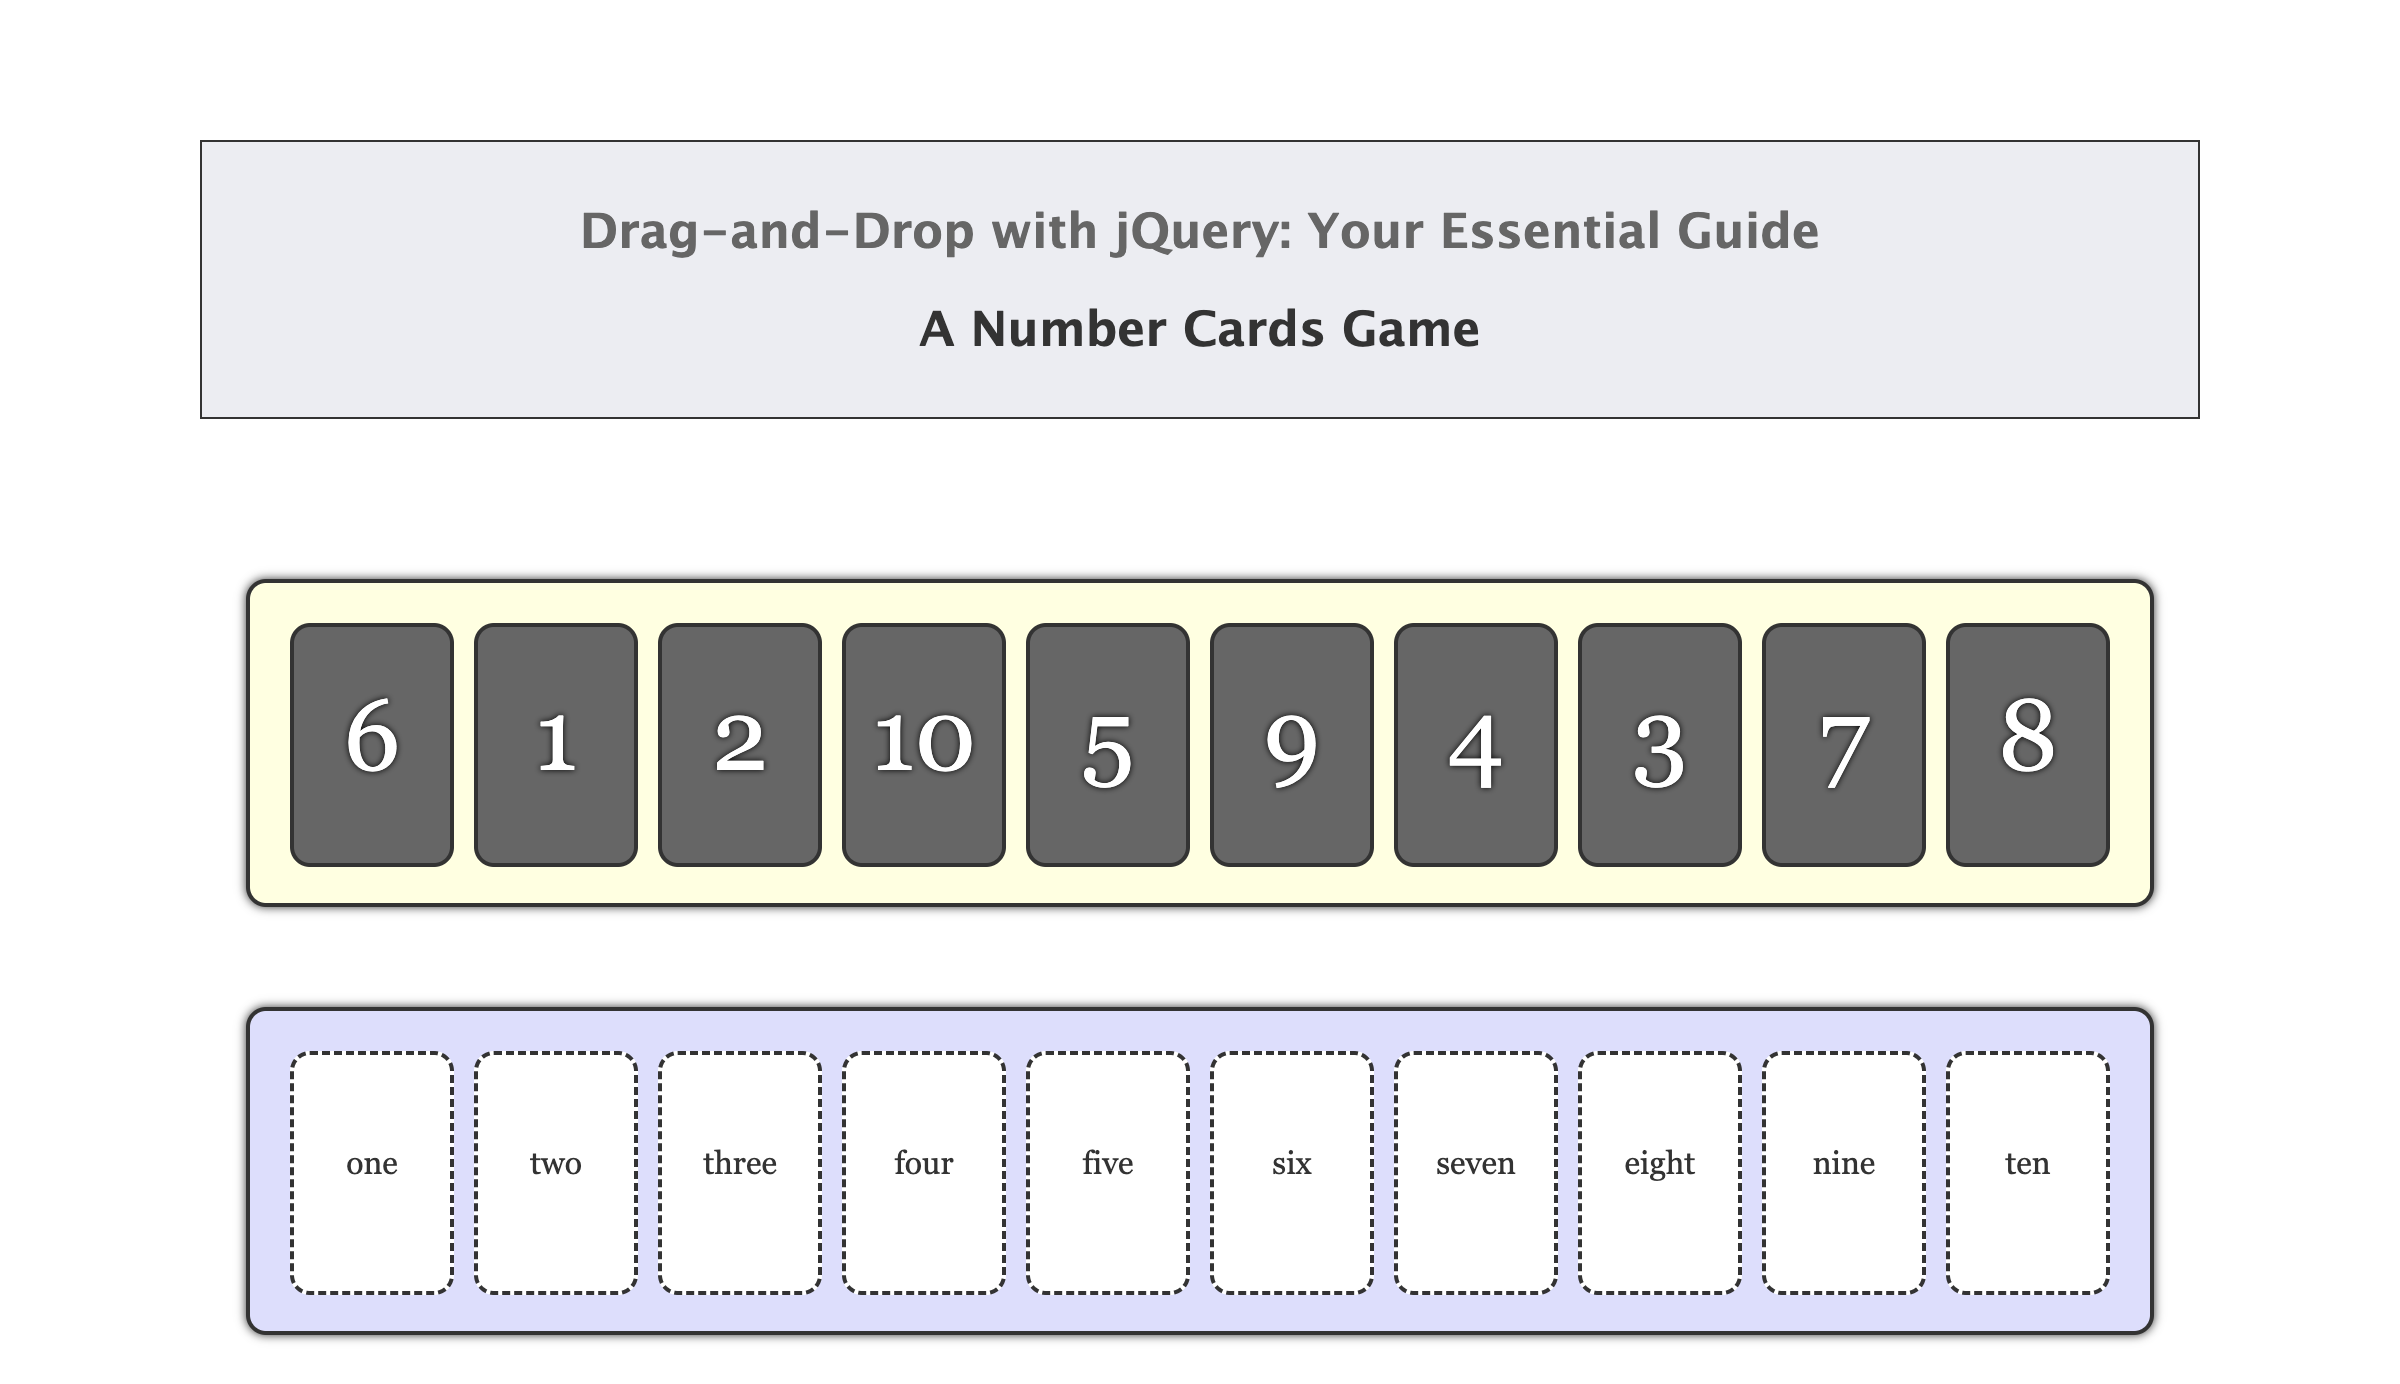 Drag-and-Drop with jQuery: Your Essential Guide
A Number Cards Game
6 1 2 10 5 9 4 3 7 8
one two three four five six seven eight nine ten